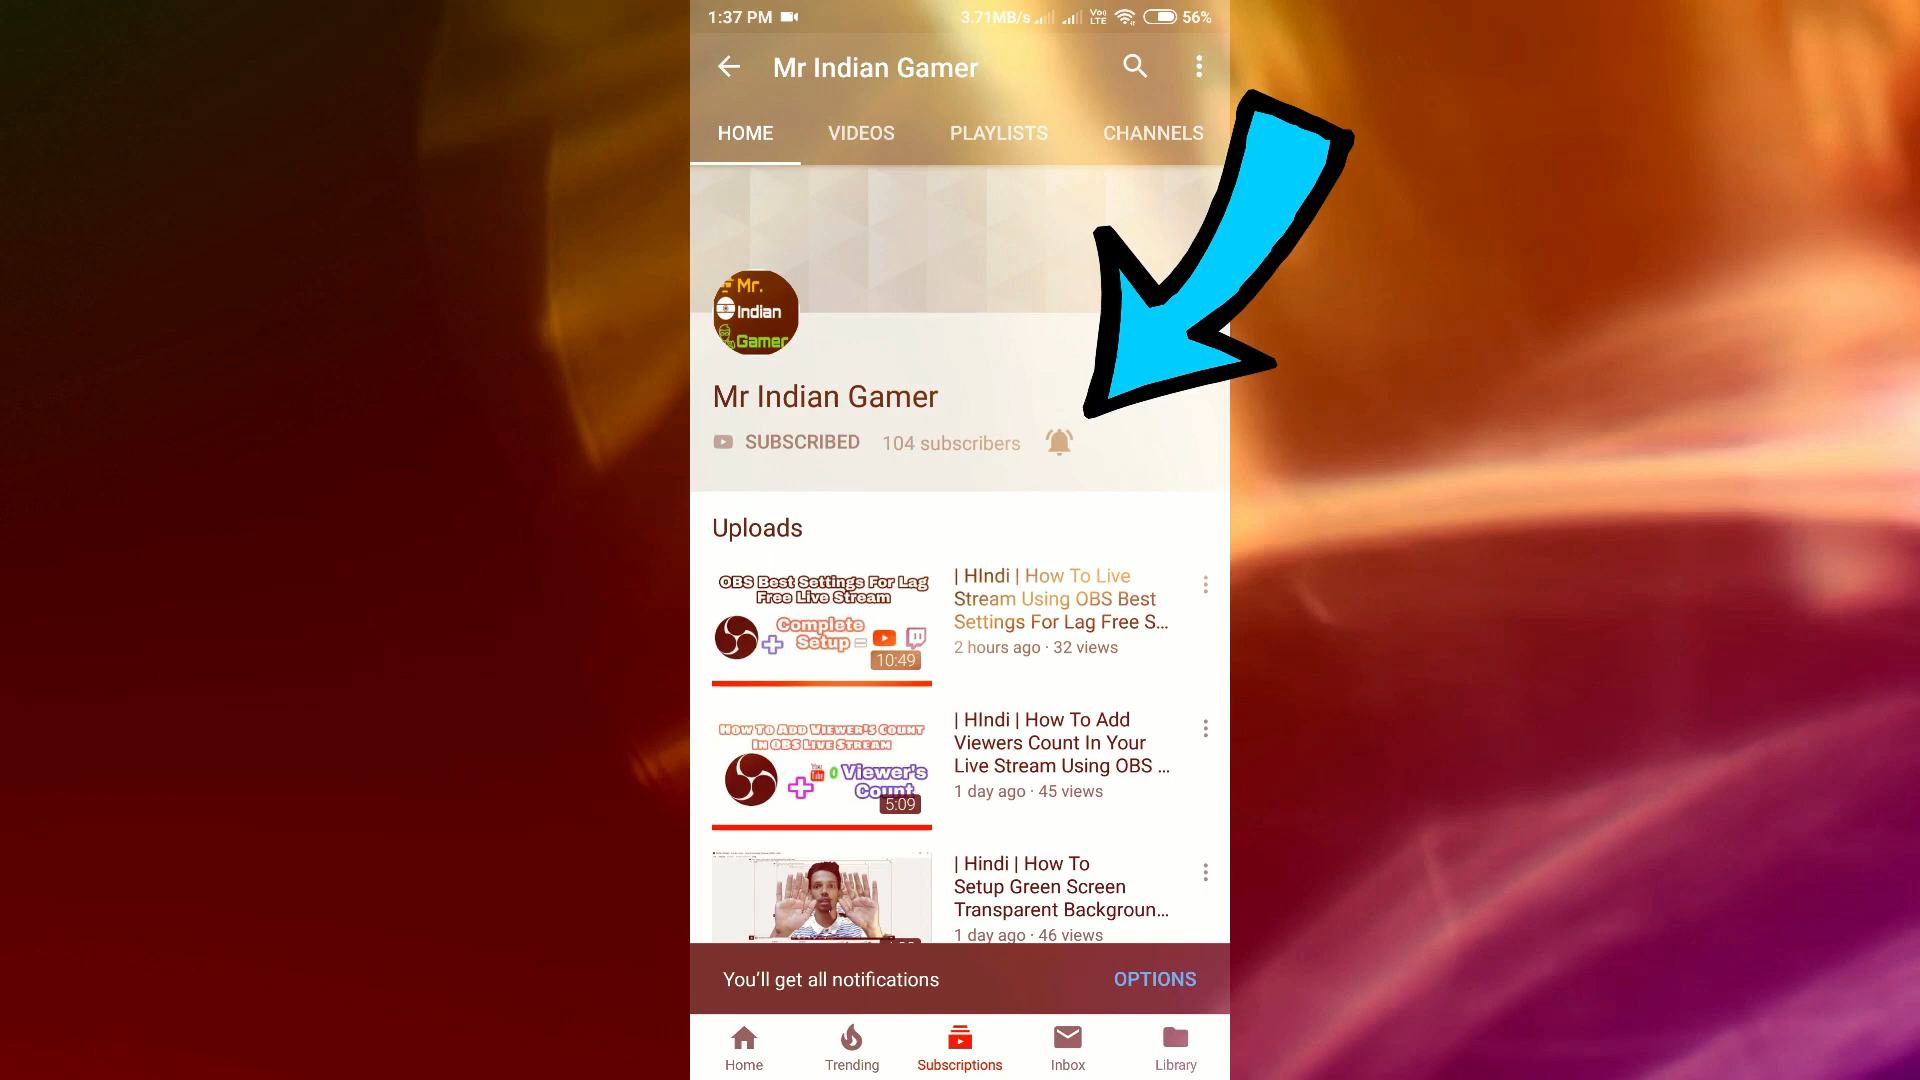 1:37 PM
3.71MB/s
Vo)
LTE
56%
Mr Indian Gamer
HOME
VIDEOS
PLAYLISTS
CHANNELS
Mr.
Indian
Gamer
Mr Indian Gamer
SUBSCRIBED
104 subscribers
Uploads
OBS Best Settings For Lag
Free Live Stream
Complete
Setup =
10:49
| HIndi | How To Live
Stream Using OBS Best
Settings For Lag Free S...
2 hours ago · 32 views
How To Add Viewer's Count
In OBS Live Stream
You
Tube
0 Viewer's
Count
5:09
| HIndi | How To Add
Viewers Count In Your
Live Stream Using OBS ...
1 day ago · 45 views
| Hindi | How To
Setup Green Screen
Transparent Backgroun...
1 day ago · 46 views
You'll get all notifications
OPTIONS
Home
Trending
Subscriptions
Inbox
Library